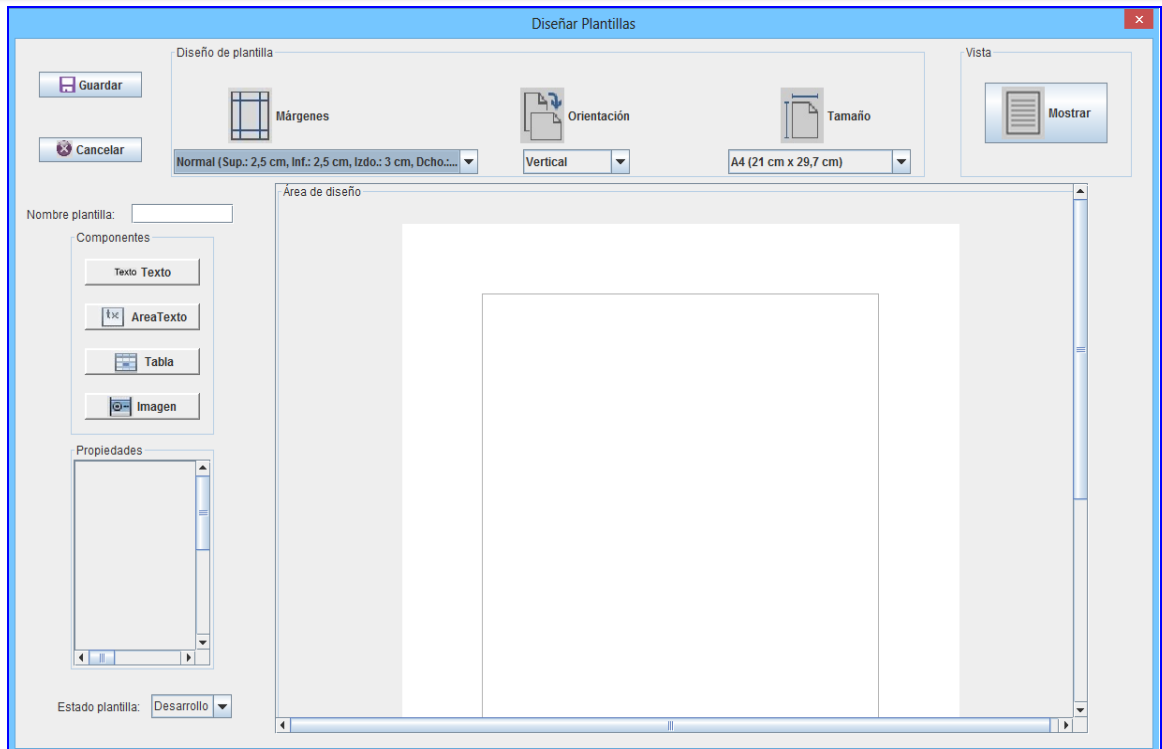 Diseñar Plantillas
Guardar
Cancelar
Diseño de plantilla
Márgenes
Normal (Sup.: 2,5 cm, Inf.: 2,5 cm, Izdo.: 3 cm, Dcho.:...
Orientación
Vertical
Tamaño
A4 (21 cm x 29,7 cm)
Vista
Mostrar
Nombre plantilla:
Componentes
Texto Texto
tx AreaTexto
Tabla
Imagen
Propiedades
Estado plantilla: Desarrollo
Área de diseño